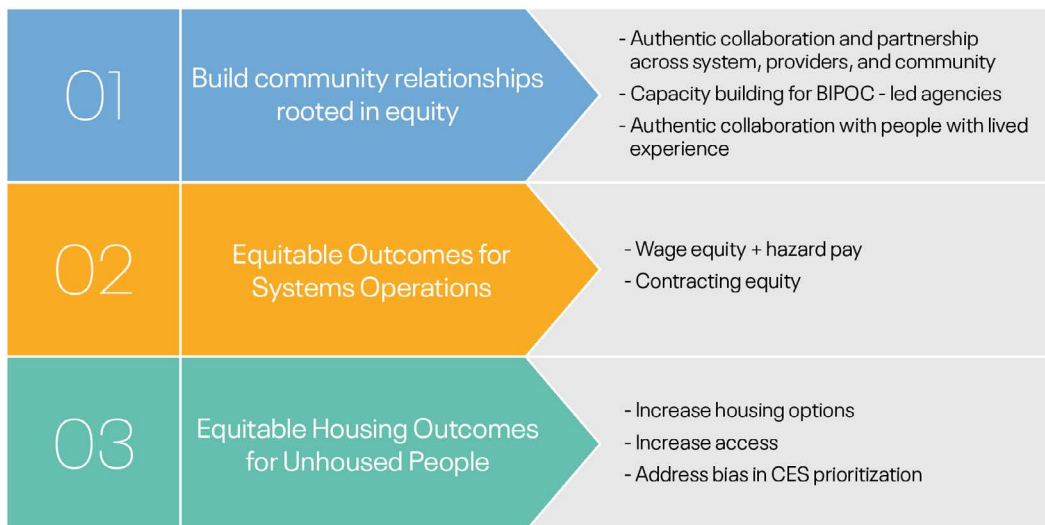 01
Build community relationships
rooted in equity
- Authentic collaboration and partnership
across system, providers, and community
- Capacity building for BIPOC - led agencies
- Authentic collaboration with people with lived
experience
02
Equitable Outcomes for
Systems Operations
- Wage equity + hazard pay
- Contracting equity
03
Equitable Housing Outcomes
for Unhoused People
- Increase housing options
- Increase access
- Address bias in CES prioritization